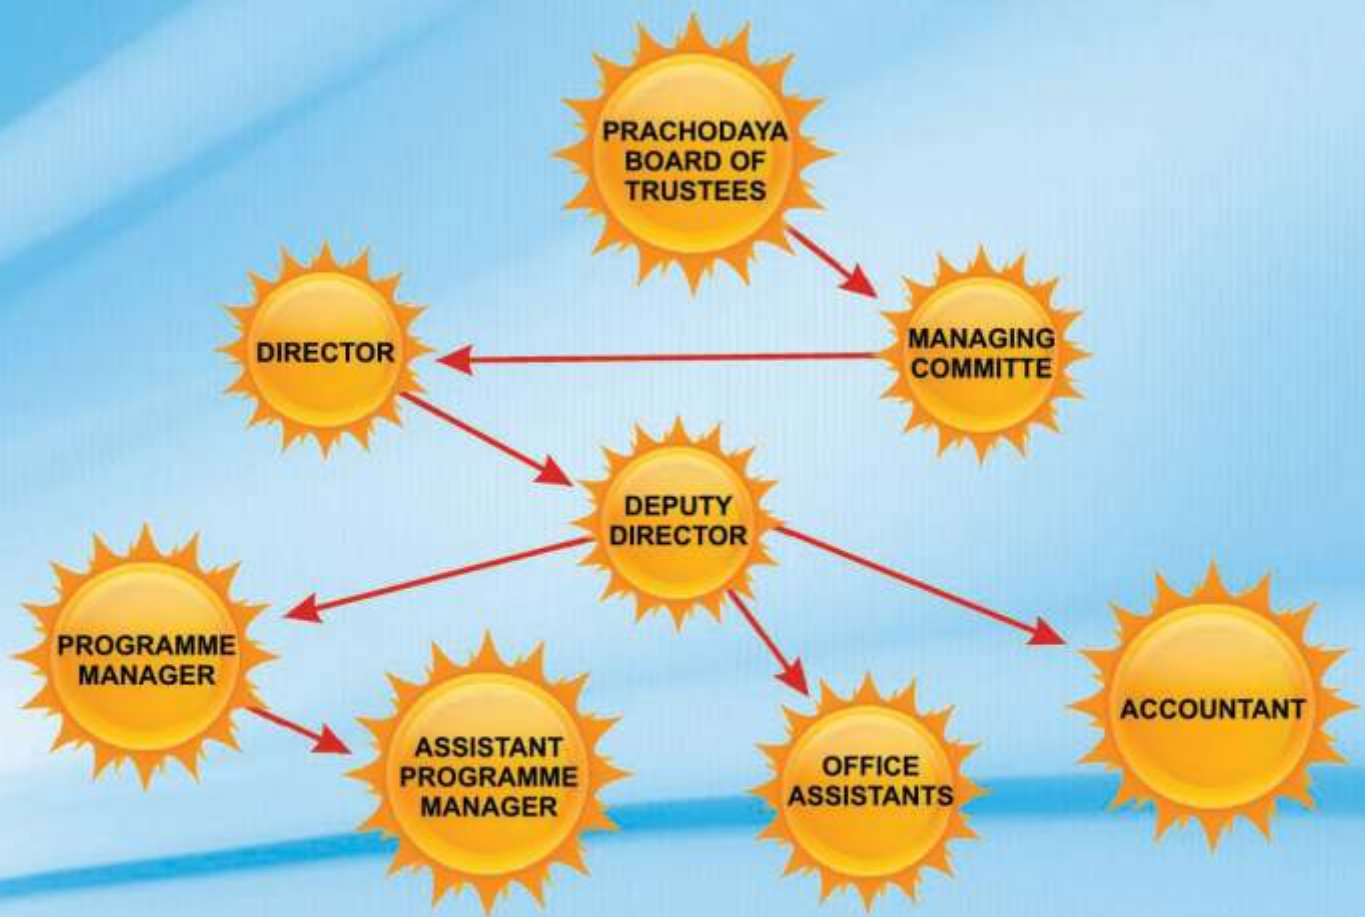 PRACHODAYA
BOARD OF
TRUSTEES
DIRECTOR
MANAGING
COMMITTE
DEPUTY
DIRECTOR
PROGRAMME
MANAGER
ASSISTANT
PROGRAMME
MANAGER
OFFICE
ASSISTANTS
ACCOUNTANT